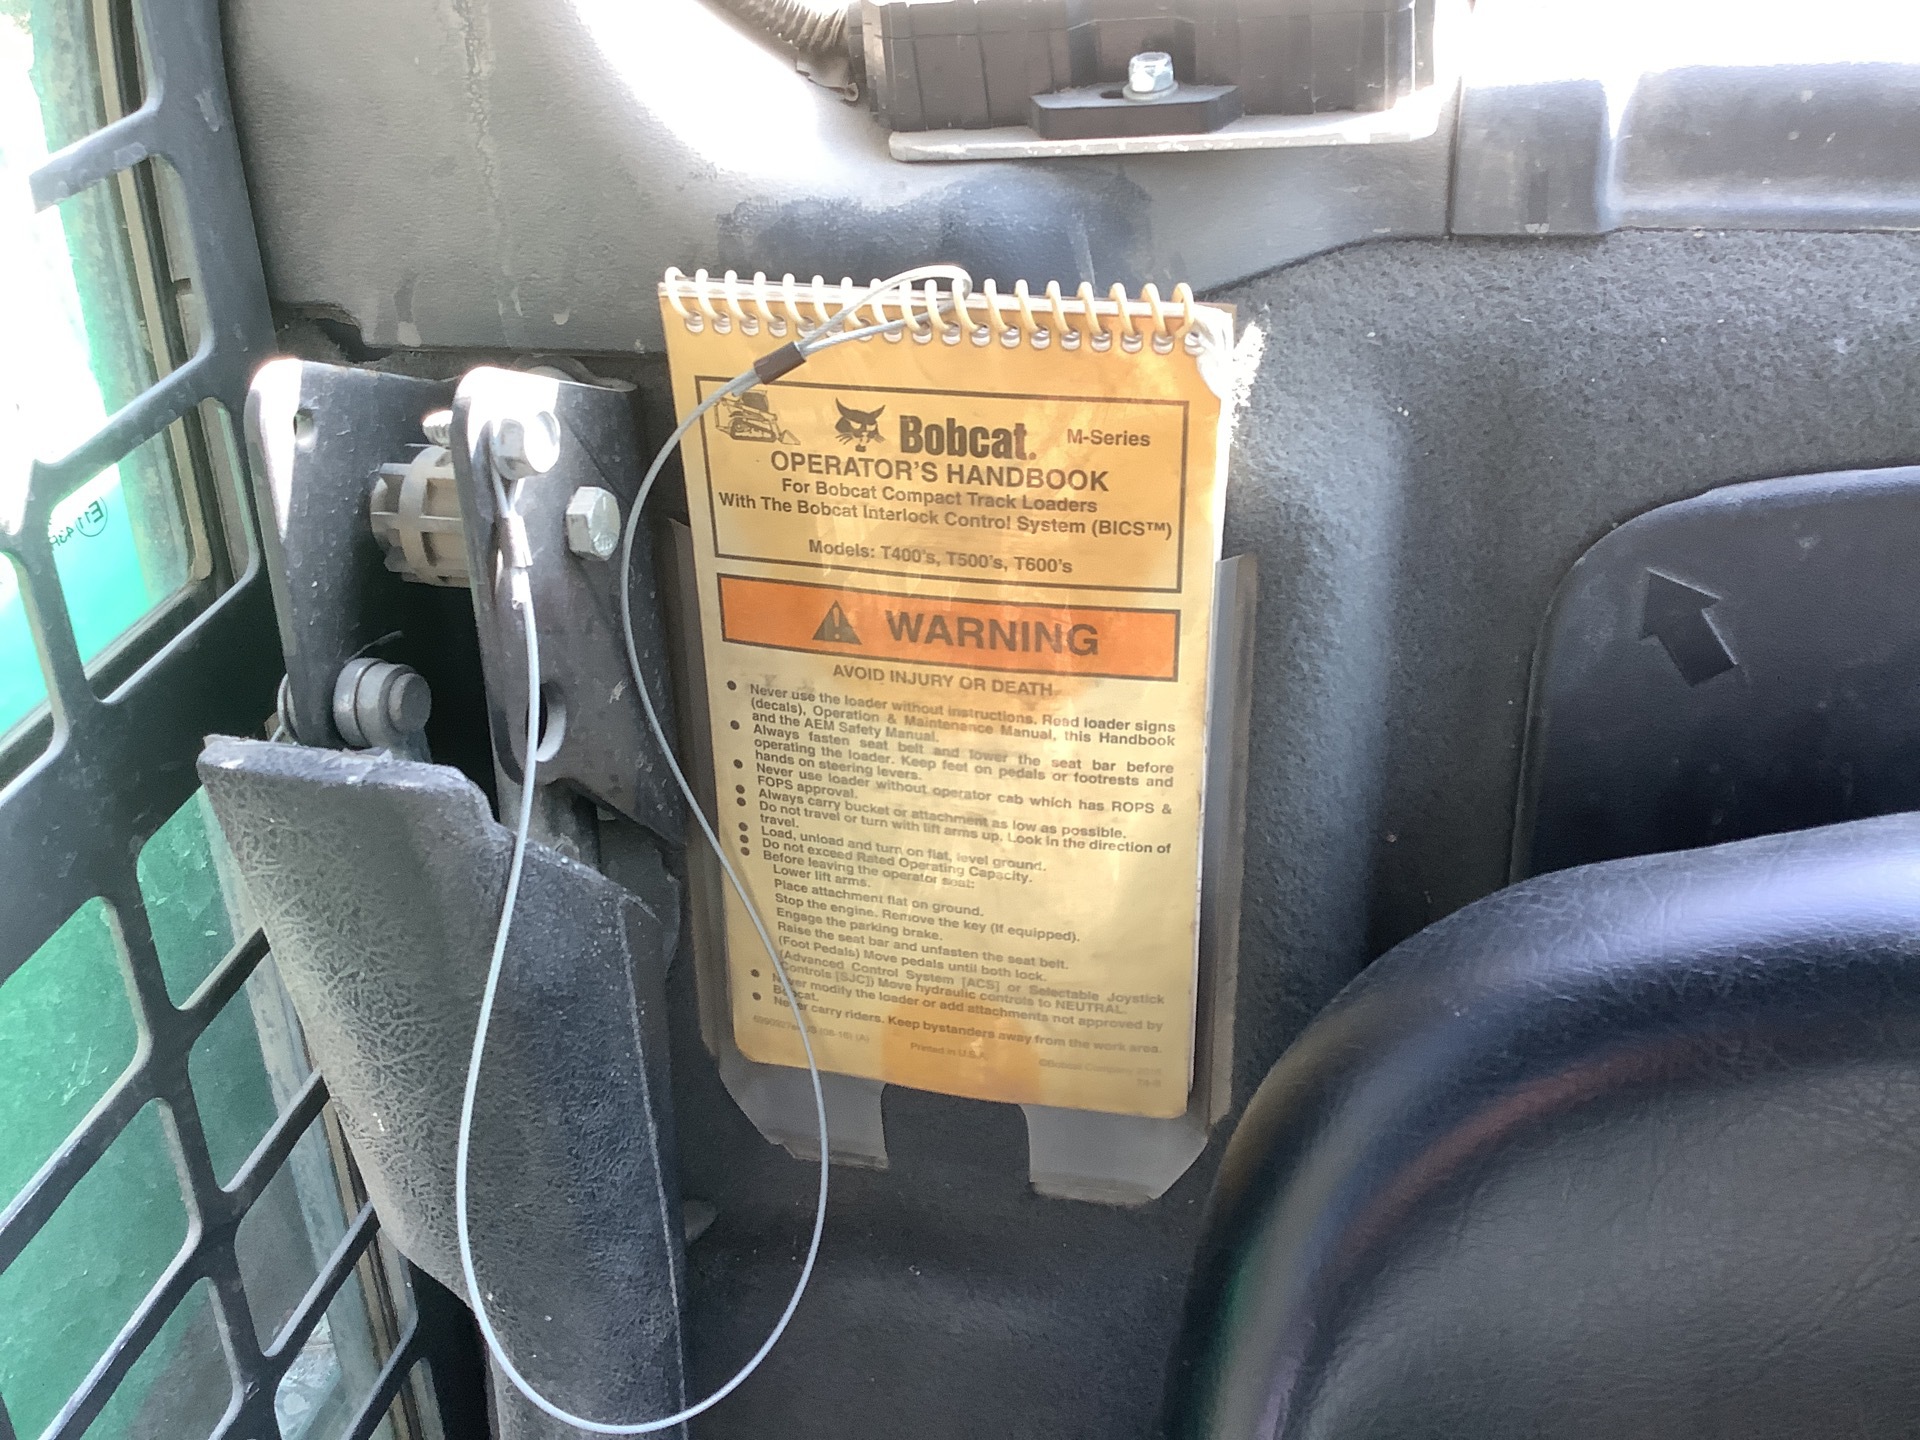 Bobcat. M-Series
OPERATOR'S HANDBOOK
For Bobcat Compact Track Loaders
With The Bobcat Interlock Control System (BICS™)
Models: T400's, T500's, T600's
WARNING
AVOID INJURY OR DEATH
● Never use the loader without instructions. Read loader signs
(decals), Operation & Maintenance Manual, this Handbook
and the AEM Safety Manual.
● Always fasten seat belt and lower the seat bar before
operating the loader. Keep feet on pedals or footrests and
hands on steering levers.
● Never use loader without operator cab which has ROPS &
FOPS approval.
● Always carry bucket or attachment as low as possible.
● Do not travel or turn with lift arms up. Look in the direction of
travel.
● Load, unload and turn on flat, level ground.
● Do not exceed Rated Operating Capacity.
● Before leaving the operator seat:
Lower lift arms.
Place attachment flat on ground.
Stop the engine. Remove the key (if equipped).
Engage the parking brake.
Raise the seat bar and unfasten the seat belt.
(Foot Pedals) Move pedals until both lock.
(Advanced Control System [ACS] or Selectable Joystick
Controls [SJC]) Move hydraulic controls to NEUTRAL.
● Never modify the loader or add attachments not approved by
Bobcat.
● Never carry riders. Keep bystanders away from the work area.
Printed in U.S.A.
©Bobcat Company